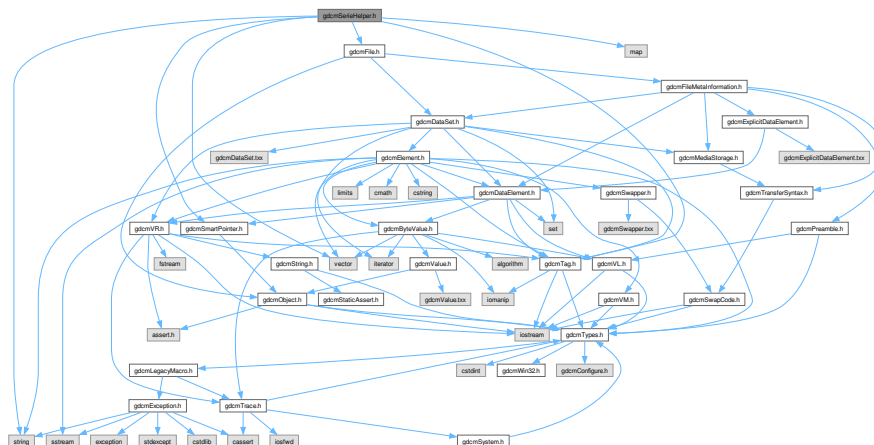 gdcmSerieHelper.h
gdcmFile.h
map
gdcmFileMetaInformation.h
gdcmDataSet.h
gdcmExplicitDataElement.h
gdcmDataSet.txx
gdcmElement.h
gdcmMediaStorage.h
gdcmExplicitDataElement.txx
limits
cmath
cstring
gdcmDataElement.h
gdcmSwapper.h
gdcmTransferSyntax.h
gdcmVR.h
gdcmSmartPointer.h
gdcmByteValue.h
set
gdcmSwapper.txx
gdcmPreamble.h
fstream
gdcmString.h
vector
iterator
gdcmValue.h
algorithm
gdcmTag.h
gdcmVL.h
gdcmObject.h
gdcmStaticAssert.h
gdcmValue.txx
iomanip
gdcmVM.h
gdcmSwapCode.h
assert.h
iostream
gdcmTypes.h
gdcmLegacyMacro.h
cstdint
gdcmWin32.h
gdcmConfigure.h
gdcmException.h
gdcmTrace.h
string
sstream
exception
stdexcept
cstdlib
cassert
iosfwd
gdcmSystem.h